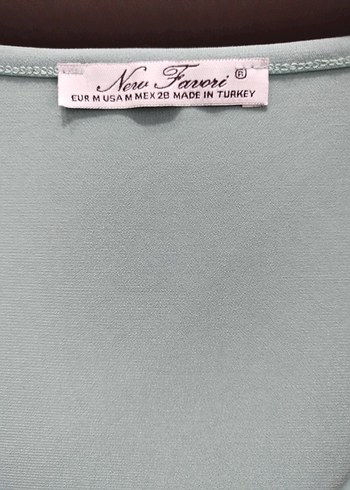 New Favori ®
EUR M USA M MEX 28 MADE IN TURKEY